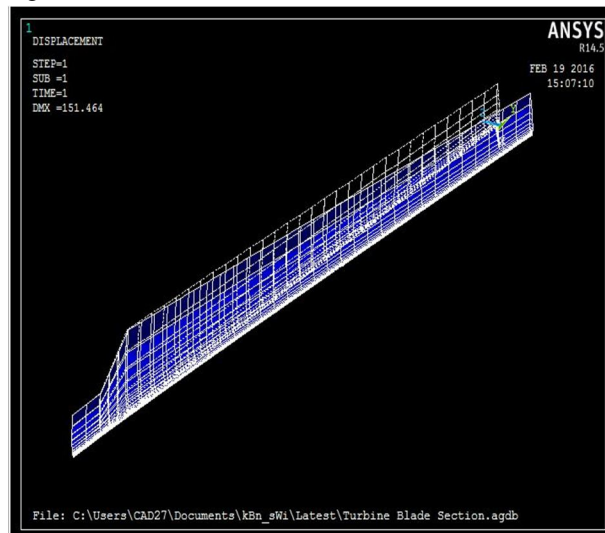 1
DISPLACEMENT
STEP=1
SUB =1
TIME=1
DMX =151.464
ANSYS
R14.5
FEB 19 2016
15:07:10
File: C:\Users\CAD27\Documents\kBn_sWi\Latest\Turbine Blade Section.agdb